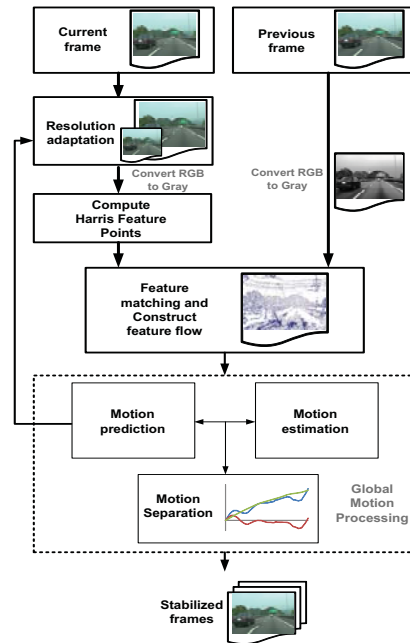 Current
frame
Previous
frame
Resolution
adaptation
Convert RGB
to Gray
Convert RGB
to Gray
Compute
Harris Feature
Points
Feature
matching and
Construct
feature flow
Motion
prediction
Motion
estimation
Motion
Separation
Global
Motion
Processing
Stabilized
frames